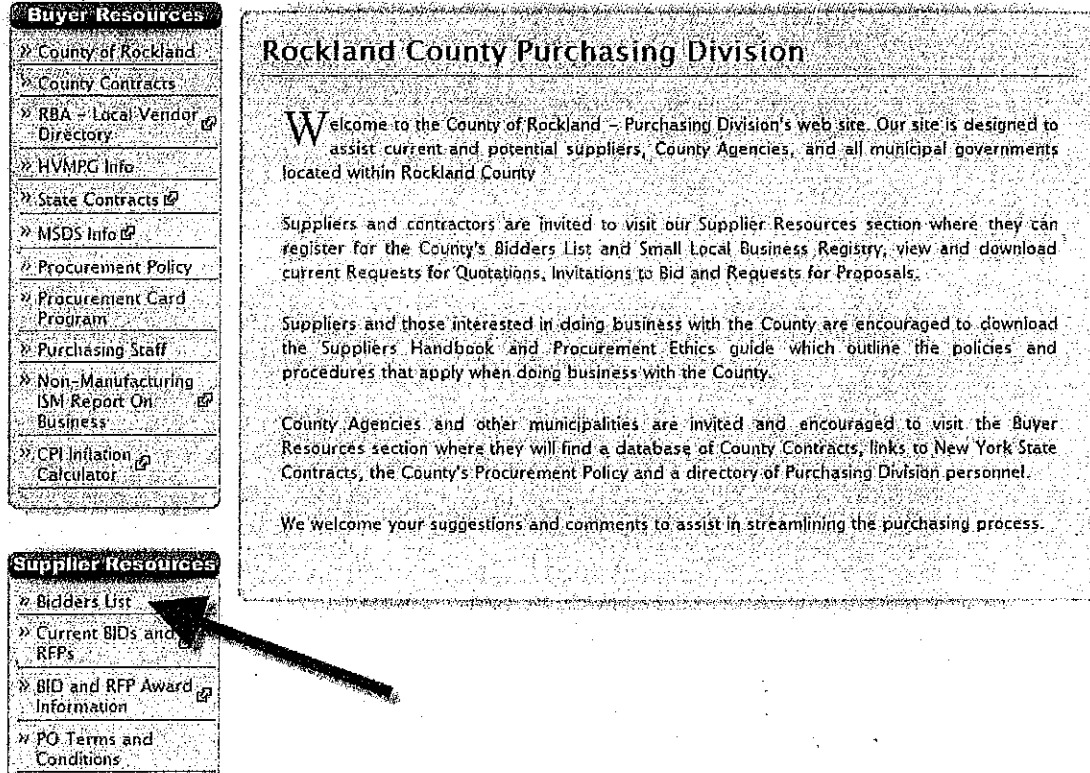 Buyer Resources
» County of Rockland
» County Contracts
» RBA - Local Vendor
Directory
» HVMPG Info
» State Contracts
» MSDS Info
» Procurement Policy
» Procurement Card
Program
» Purchasing Staff
» Non-Manufacturing
ISM Report On
Business
» CPI Inflation
Calculator
Supplier Resources
» Bidders List
» Current BIDs and
RFPs
» BID and RFP Award
Information
» PO Terms and
Conditions
Rockland County Purchasing Division
Welcome to the County of Rockland – Purchasing Division's web site. Our site is designed to
assist current and potential suppliers, County Agencies, and all municipal governments
located within Rockland County
Suppliers and contractors are invited to visit our Supplier Resources section where they can
register for the County's Bidders List and Small Local Business Registry, view and download
current Requests for Quotations, Invitations to Bid and Requests for Proposals.
Suppliers and those interested in doing business with the County are encouraged to download
the Suppliers Handbook and Procurement Ethics guide which outline the policies and
procedures that apply when doing business with the County.
County Agencies and other municipalities are invited and encouraged to visit the Buyer
Resources section where they will find a database of County Contracts, links to New York State
Contracts, the County's Procurement Policy and a directory of Purchasing Division personnel.
We welcome your suggestions and comments to assist in streamlining the purchasing process.